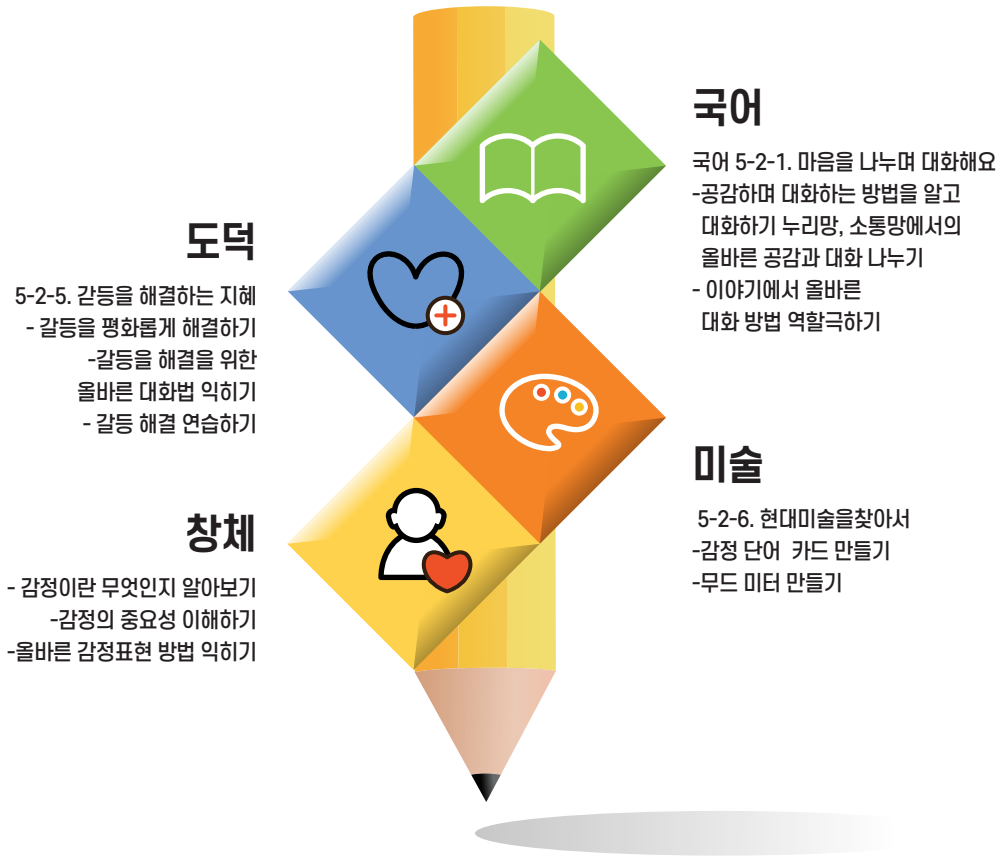 국어
국어 5-2-1. 마음을 나누며 대화해요
-공감하며 대화하는 방법을 알고
대화하기 누리망, 소통망에서의
올바른 공감과 대화 나누기
- 이야기에서 올바른
대화 방법 역할극하기
도덕
5-2-5. 갇등을 해결하는 지혜
- 갈등을 평화롭게 해결하기
-갈등을 해결을 위한
올바른 대화법 익히기
- 갈등 해결 연습하기
미술
5-2-6. 현대미술을찾아서
-감정 단어 카드 만들기
-무드 미터 만들기
창체
- 감정이란 무엇인지 알아보기
-감정의 중요성 이해하기
-올바른 감정표현 방법 익히기